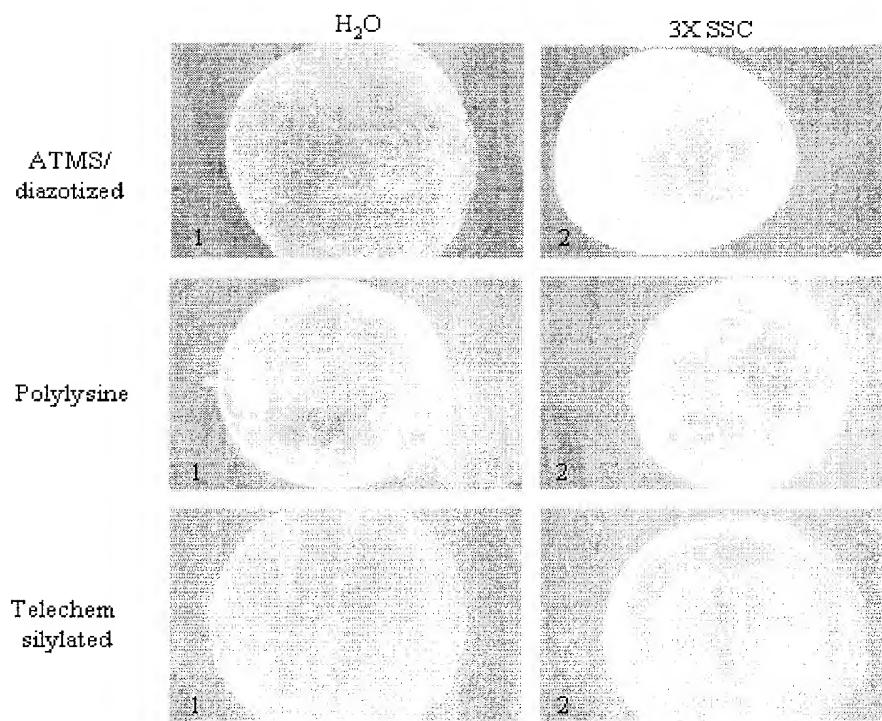 H₂O
3X SSC
ATMS/
diazotized
1
2
Polylysine
1
2
Telechem
silylated
1
2